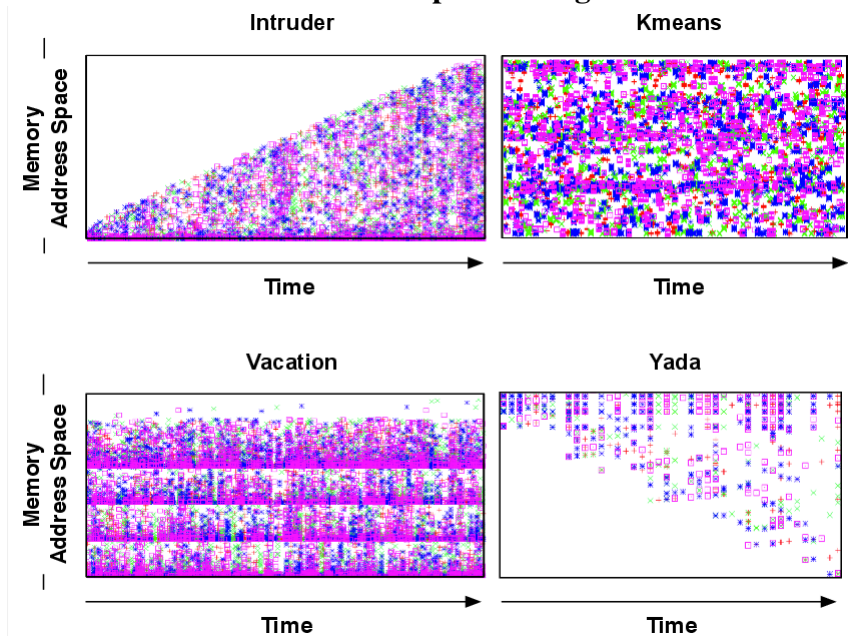 Intruder
Kmeans
Memory
Address Space
Time
Time
Vacation
Yada
Memory
Address Space
Time
Time